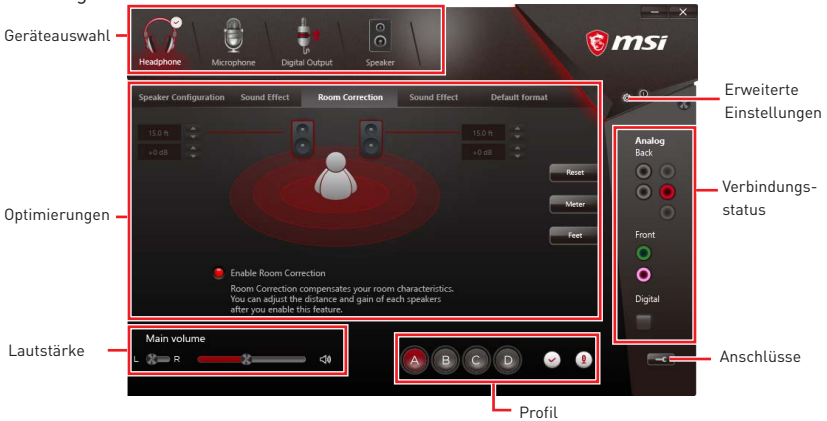 Geräteauswahl
Headphone
Microphone
Digital Output
Speaker
msi
Speaker Configuration
Sound Effect
Room Correction
Sound Effect
Default format
Erweiterte
Einstellungen
15.0 ft
+0 dB
15.0 ft
+0 dB
Reset
Meter
Feet
Optimierungen
Enable Room Correction
Room Correction compensates your room characteristics.
You can adjust the distance and gain of each speakers
after you enable this feature.
Analog
Back
Front
Digital
Verbindungs-
status
Main volume
L
R
Lautstärke
A
B
C
D
Anschlüsse
Profil